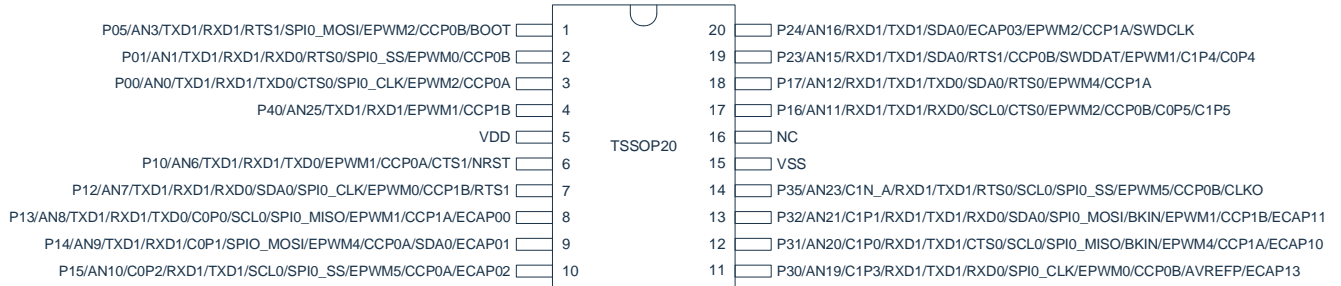 P05/AN3/TXD1/RXD1/RTS1/SPI0_MOSI/EPWM2/CCP0B/BOOT 1
P01/AN1/TXD1/RXD1/RXD0/RTS0/SPI0_SS/EPWM0/CCP0B 2
P00/AN0/TXD1/RXD1/TXD0/CTS0/SPI0_CLK/EPWM2/CCP0A 3
P40/AN25/TXD1/RXD1/EPWM1/CCP1B 4
VDD 5
P10/AN6/TXD1/RXD1/TXD0/EPWM1/CCP0A/CTS1/NRST 6
P12/AN7/TXD1/RXD1/RXD0/SDA0/SPI0_CLK/EPWM0/CCP1B/RTS1 7
P13/AN8/TXD1/RXD1/TXD0/C0P0/SCL0/SPI0_MISO/EPWM1/CCP1A/ECAP00 8
P14/AN9/TXD1/RXD1/C0P1/SPIO_MOSI/EPWM4/CCP0A/SDA0/ECAP01 9
P15/AN10/C0P2/RXD1/TXD1/SCL0/SPI0_SS/EPWM5/CCP0A/ECAP02 10
TSSOP20
20 P24/AN16/RXD1/TXD1/SDA0/ECAP03/EPWM2/CCP1A/SWDCLK
19 P23/AN15/RXD1/TXD1/SDA0/RTS1/CCP0B/SWDDAT/EPWM1/C1P4/C0P4
18 P17/AN12/RXD1/TXD1/TXD0/SDA0/RTS0/EPWM4/CCP1A
17 P16/AN11/RXD1/TXD1/RXD0/SCL0/CTS0/EPWM2/CCP0B/C0P5/C1P5
16 NC
15 VSS
14 P35/AN23/C1N_A/RXD1/TXD1/RTS0/SCL0/SPI0_SS/EPWM5/CCP0B/CLKO
13 P32/AN21/C1P1/RXD1/TXD1/RXD0/SDA0/SPI0_MOSI/BKIN/EPWM1/CCP1B/ECAP11
12 P31/AN20/C1P0/RXD1/TXD1/CTS0/SCL0/SPI0_MISO/BKIN/EPWM4/CCP1A/ECAP10
11 P30/AN19/C1P3/RXD1/TXD1/RXD0/SPI0_CLK/EPWM0/CCP0B/AVREFP/ECAP13